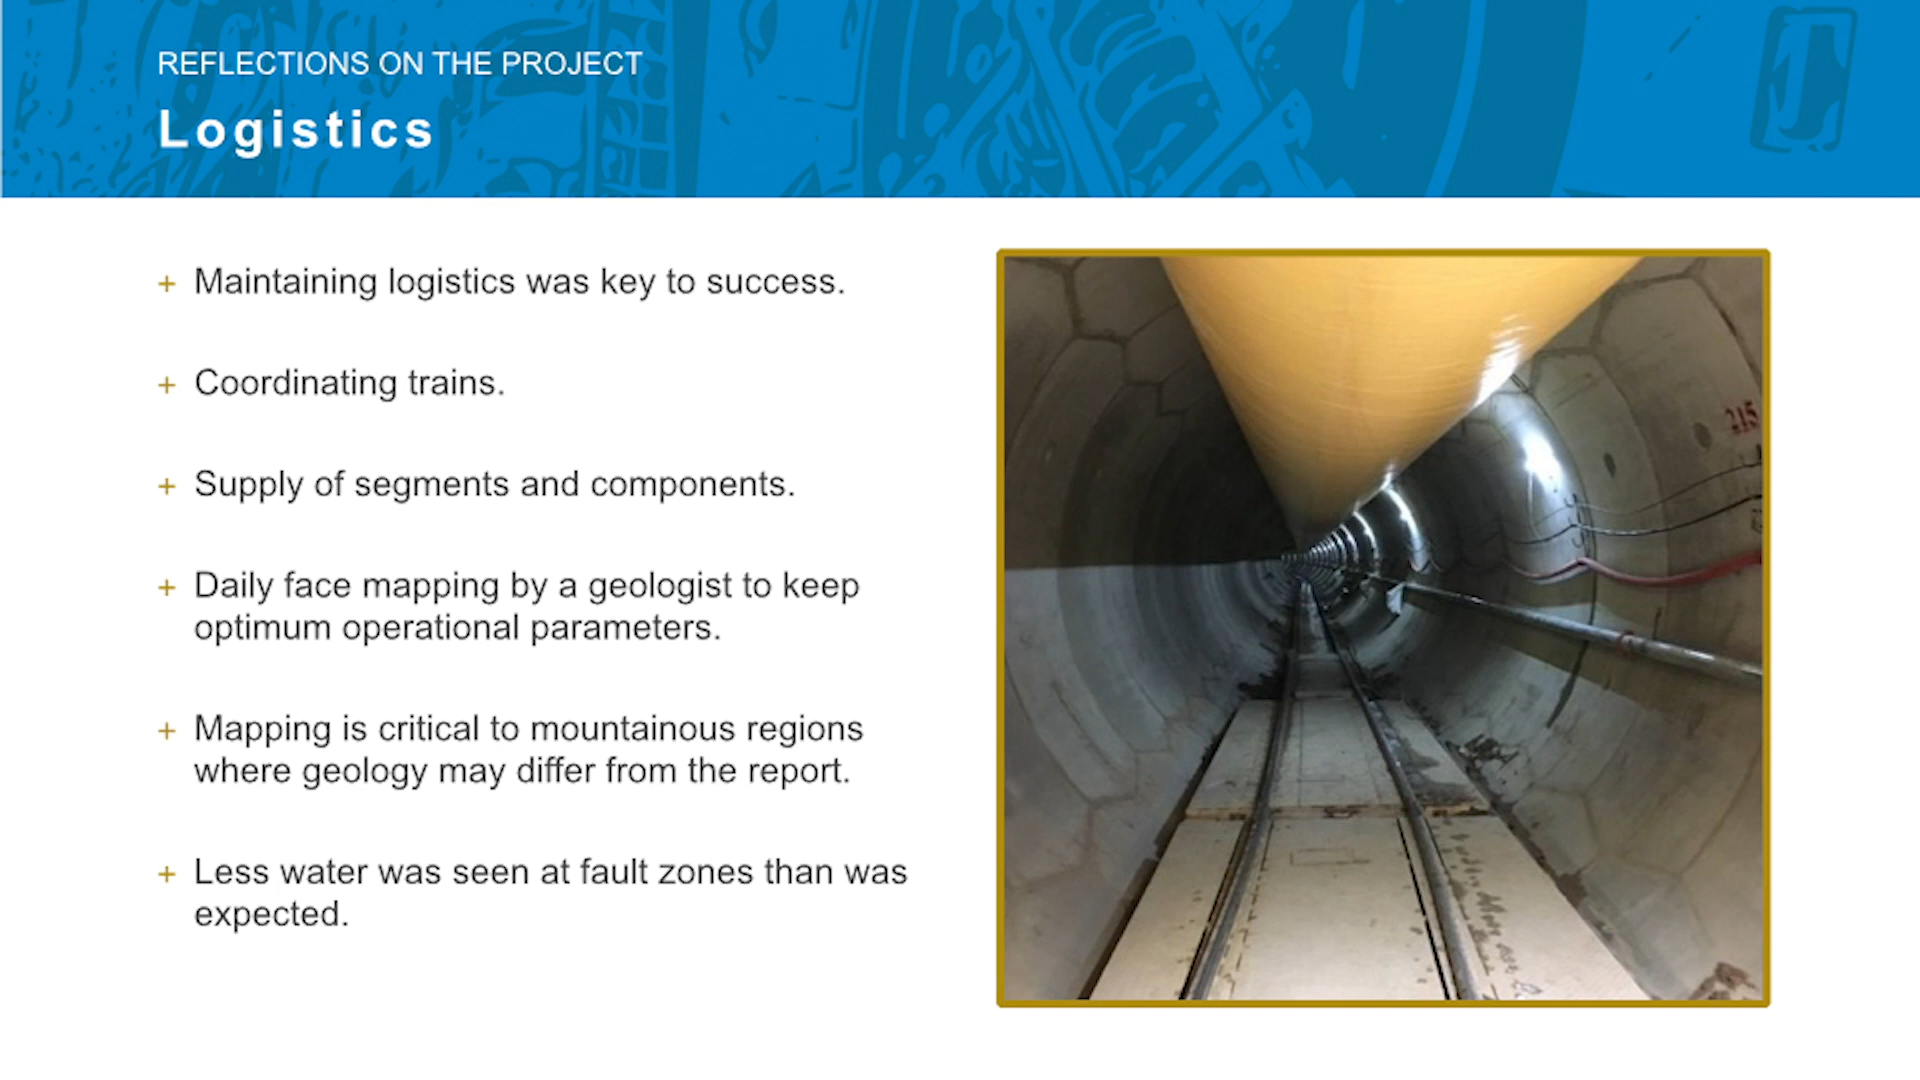 REFLECTIONS ON THE PROJECT
Logistics
+ Maintaining logistics was key to success.
+ Coordinating trains.
+ Supply of segments and components.
+ Daily face mapping by a geologist to keep
optimum operational parameters.
+ Mapping is critical to mountainous regions
where geology may differ from the report.
+ Less water was seen at fault zones than was
expected.
215